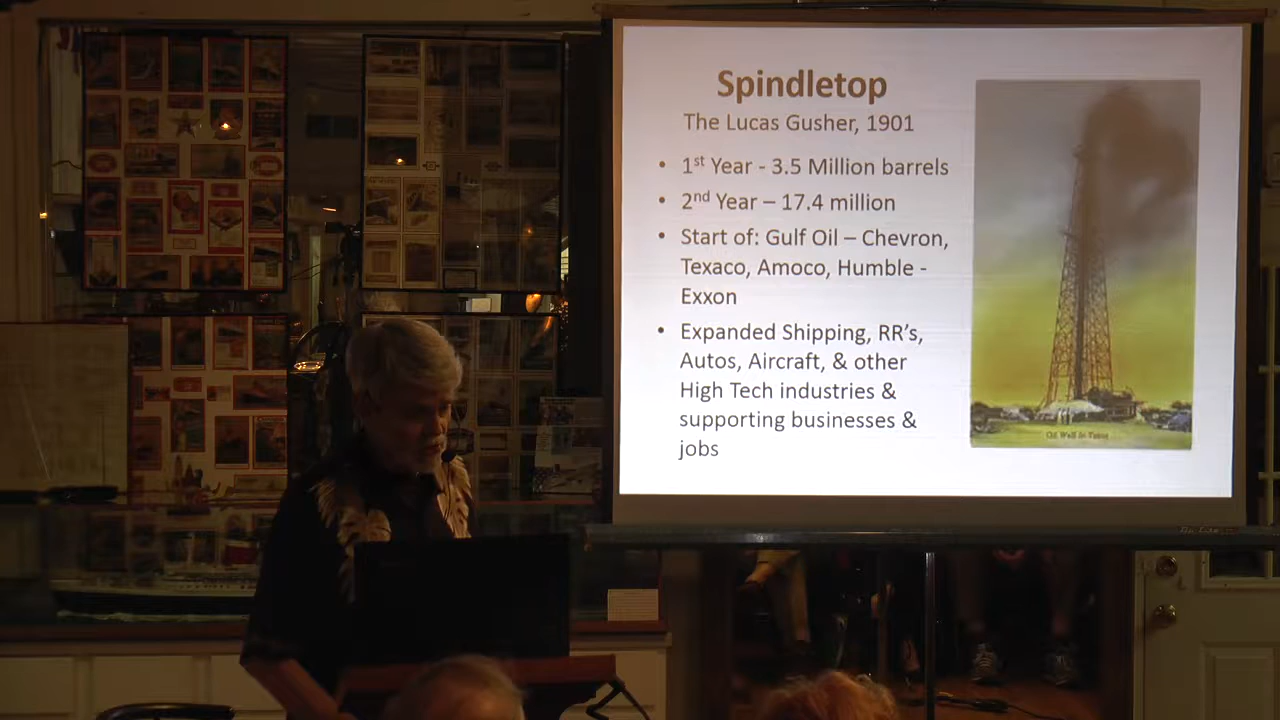 Spindletop
The Lucas Gusher, 1901
• 1st Year - 3.5 Million barrels
• 2nd Year – 17.4 million
• Start of: Gulf Oil – Chevron,
Texaco, Amoco, Humble -
Exxon
• Expanded Shipping, RR's,
Autos, Aircraft, & other
High Tech industries &
supporting businesses &
jobs
Oil Well in Texas